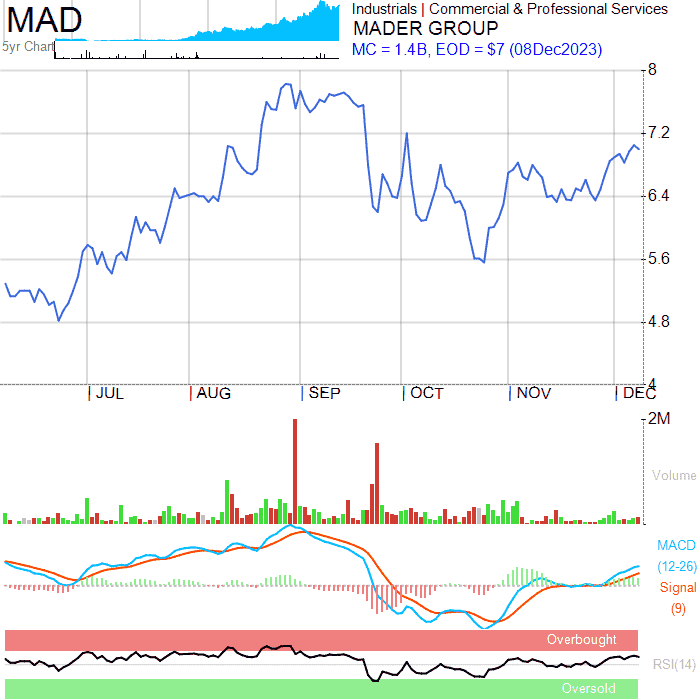 MAD
5yr Chart
Industrials | Commercial & Professional Services
MADER GROUP
MC = 1.4B, EOD = $7 (08Dec2023)
8
7.2
6.4
5.6
4.8
4
JUL
AUG
SEP
OCT
NOV
DEC
2M
Volume
MACD
(12-26)
Signal
(9)
Overbought
RSI(14)
Oversold